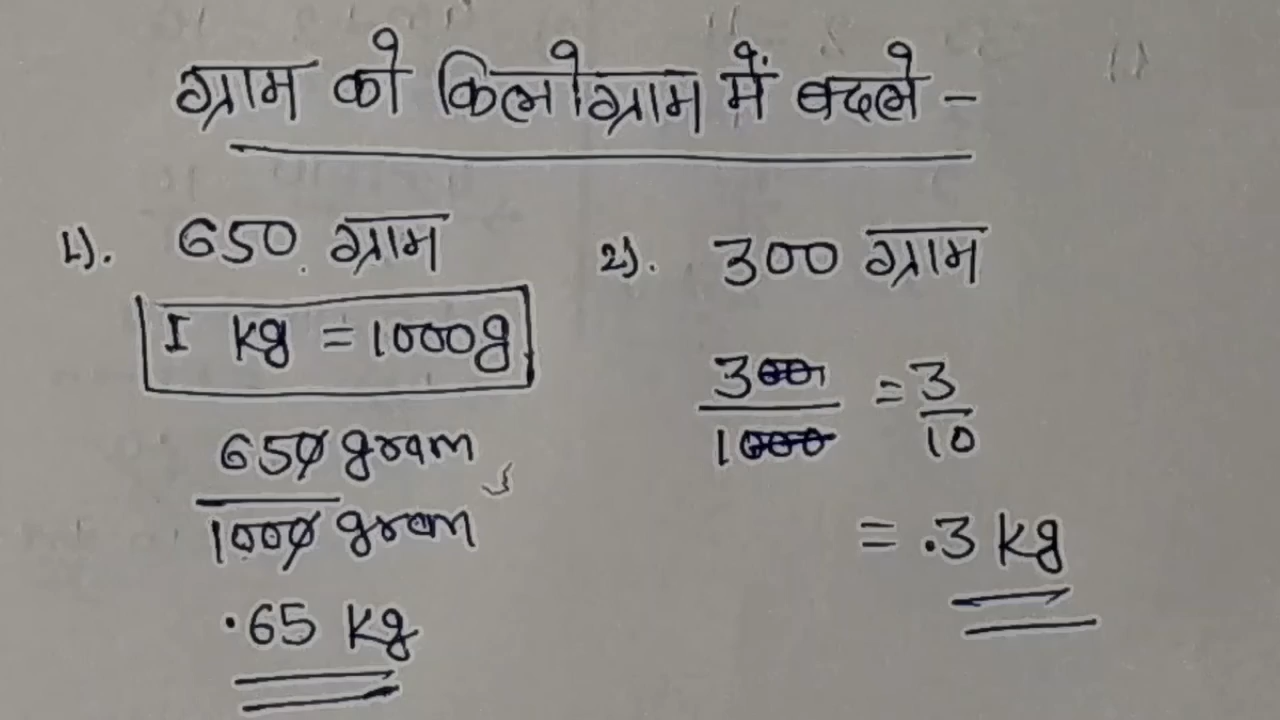 ग्राम को किलोग्राम में बदले -
1). 650 ग्राम
I kg = 1000g
650 gram
1000 gram
.65 kg
2). 300 ग्राम
300
1000
= 3
10
= .3 kg